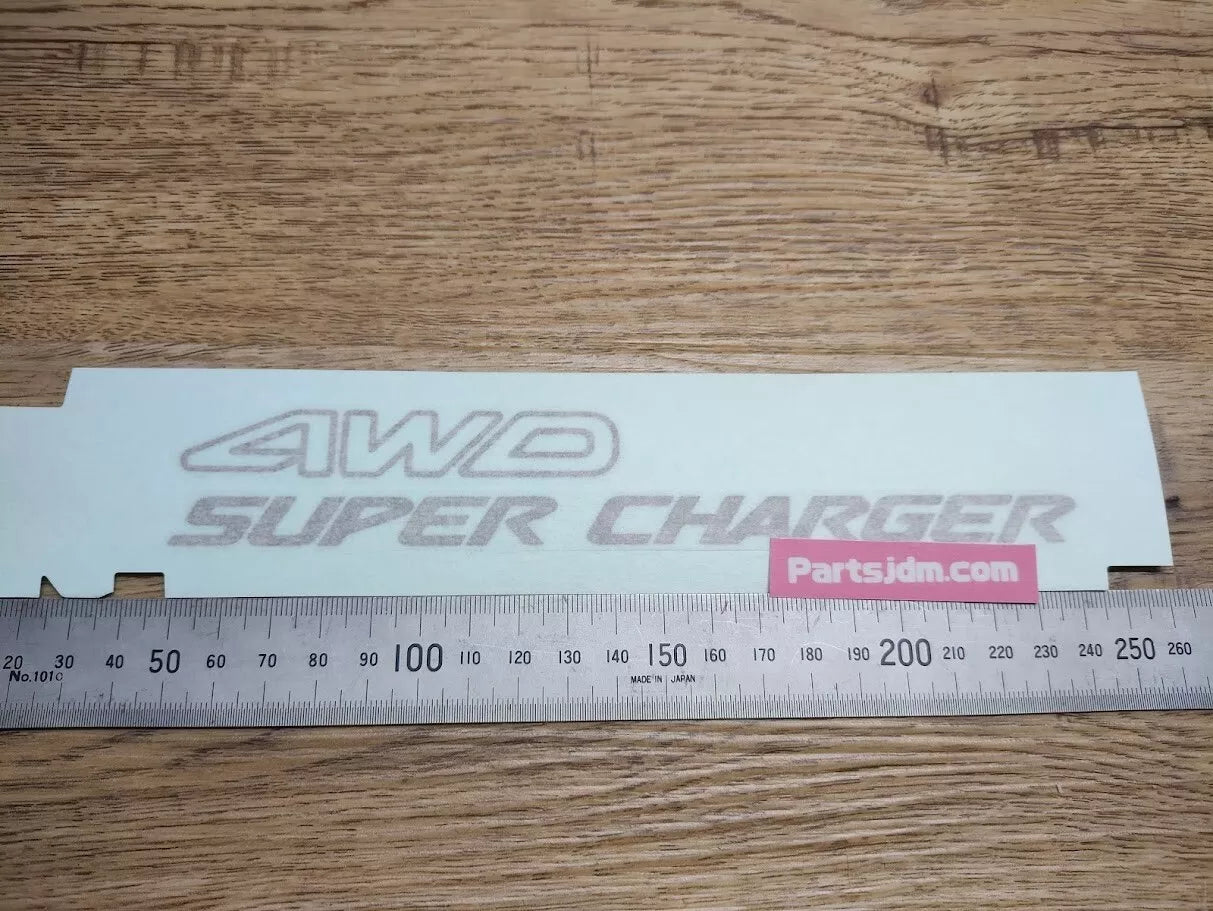 4WD
SUPER CHARGER
Partsjdm.com
20 30 40 50 60 70 80 90 100 110 120 130 140 150 160 170 180 190 200 210 220 230 240 250 260
No.1010
MADE IN JAPAN